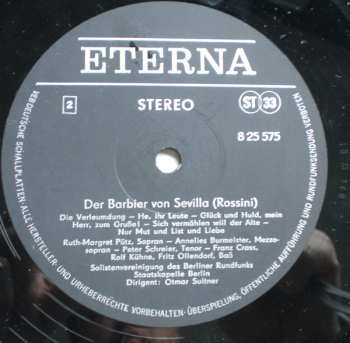 ETERNA
2
STEREO
ST 33
8 25 575
Der Barbier von Sevilla (Rossini)
Die Verleumdung – He, ihr Leute – Glück und Huld, mein
Herr, zum Gruße! – Sich vermählen will der Alte –
Nur Mut und List und Liebe
Ruth-Margret Pütz, Sopran – Annelies Burmeister, Mezzo-
sopran – Peter Schreier, Tenor – Franz Crass,
Rolf Kühne, Fritz Ollendorf, Baß
Solistenvereinigung des Berliner Rundfunks
Staatskapelle Berlin
Dirigent: Otmar Suitner
VEB DEUTSCHE SCHALLPLATTEN · ALLE HERSTELLER- UND URHEBERRECHTE VORBEHALTEN · ÜBERSPIELUNG, ÖFFENTLICHE AUFFÜHRUNG UND RUNDFUNKSENDUNG VERBOTEN